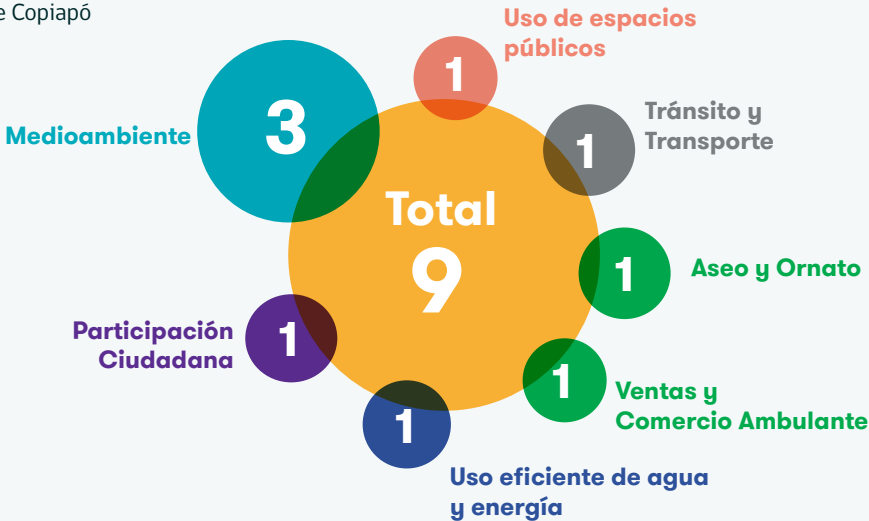 e Copiapó
Uso de espacios
públicos
1
Medioambiente
3
Tránsito y
Transporte
1
Total
9
1
Aseo y Ornato
Participación
Ciudadana
1
1
Ventas y
Comercio Ambulante
1
Uso eficiente de agua
y energía